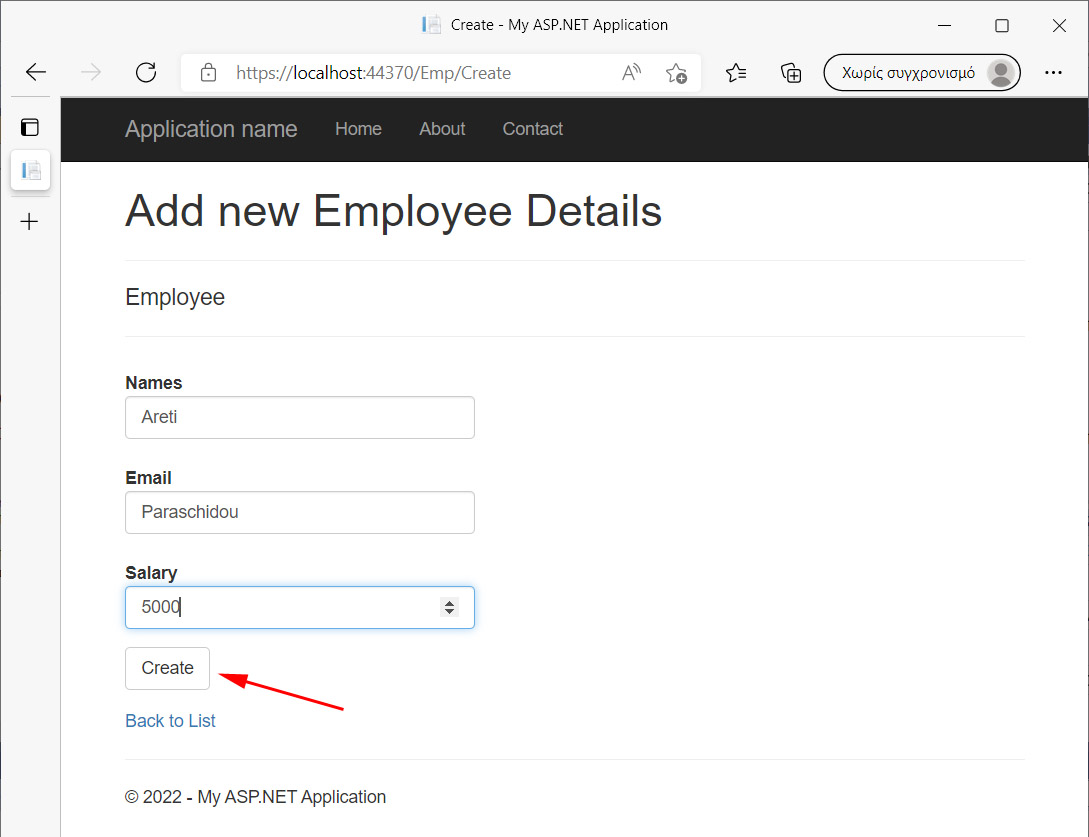 Create - My ASP.NET Application
https://localhost:44370/Emp/Create
Χωρίς συγχρονισμό
Application name Home About Contact
Add new Employee Details
Employee
Names
Areti
Email
Paraschidou
Salary
5000
Create
Back to List
© 2022 - My ASP.NET Application